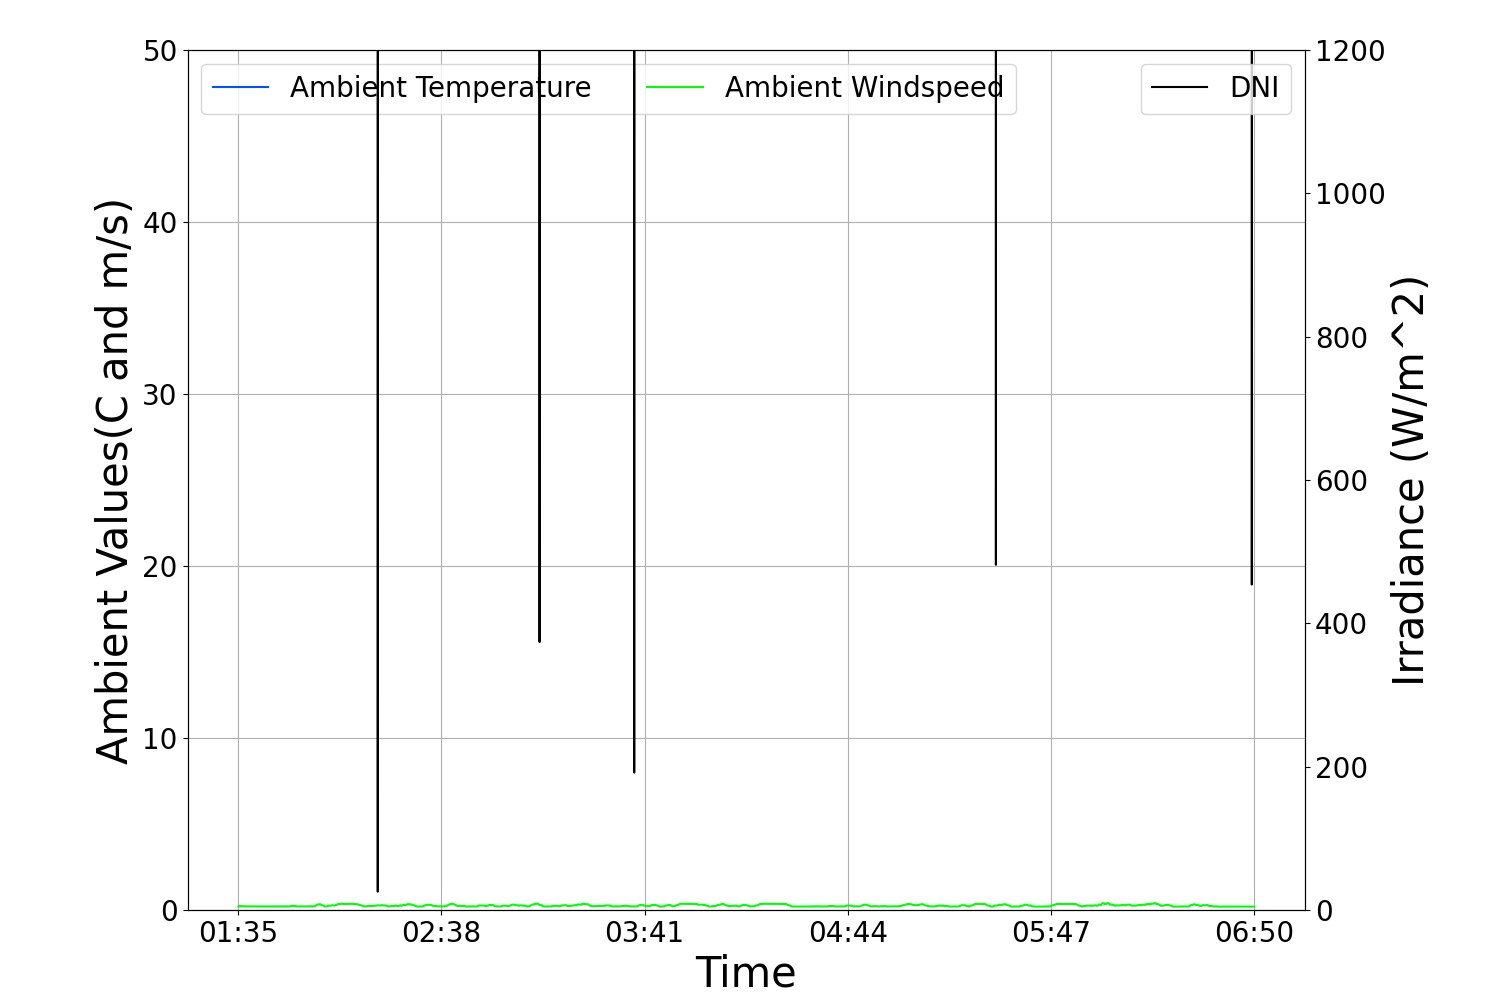 Ambient Temperature
Ambient Windspeed
DNI
Ambient Values(C and m/s)
50
40
30
20
10
0
1200
1000
800
600
400
200
0
Irradiance (W/m^2)
01:35 02:38 03:41 04:44 05:47 06:50
Time